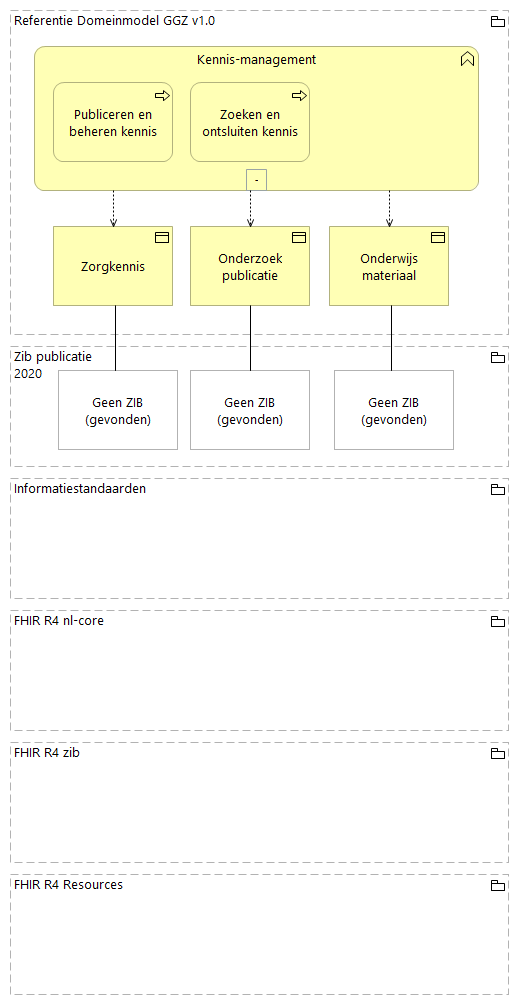 Referentie Domeinmodel GGZ v1.0
Kennis-management
Publiceren en
beheren kennis
Zoeken en
ontsluiten kennis
-
Zorgkennis
Onderzoek
publicatie
Onderwijs
materiaal
Zib publicatie
2020
Geen ZIB
(gevonden)
Geen ZIB
(gevonden)
Geen ZIB
(gevonden)
Informatiestandaarden
FHIR R4 nl-core
FHIR R4 zib
FHIR R4 Resources